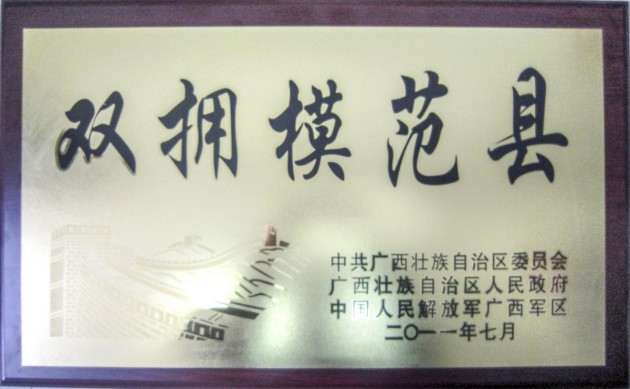 双拥模范县
中共广西壮族自治区委员会
广西壮族自治区人民政府
中国人民解放军广西军区
二〇一一年七月